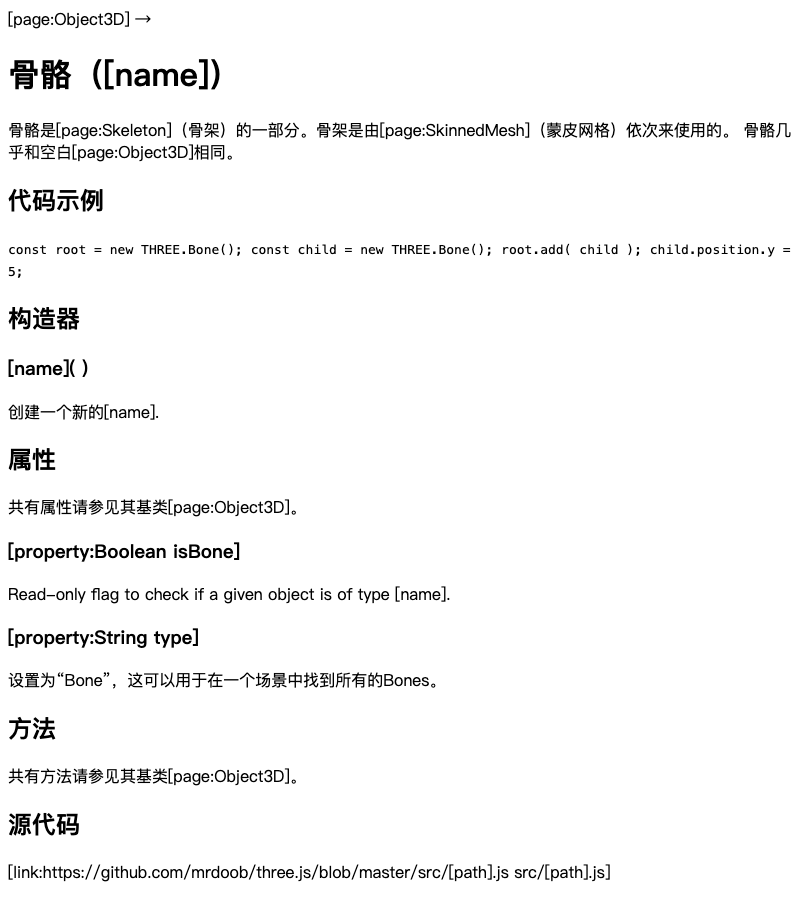 [page:Object3D] →
骨骼（[name]）
骨骼是[page:Skeleton]（骨架）的一部分。骨架是由[page:SkinnedMesh]（蒙皮网格）依次来使用的。 骨骼几
乎和空白[page:Object3D]相同。
代码示例
const root = new THREE.Bone(); const child = new THREE.Bone(); root.add( child ); child.position.y =
5;
构造器
[name]( )
创建一个新的[name].
属性
共有属性请参见其基类[page:Object3D]。
[property:Boolean isBone]
Read-only flag to check if a given object is of type [name].
[property:String type]
设置为“Bone”，这可以用于在一个场景中找到所有的Bones。
方法
共有方法请参见其基类[page:Object3D]。
源代码
[link:https://github.com/mrdoob/three.js/blob/master/src/[path].js src/[path].js]